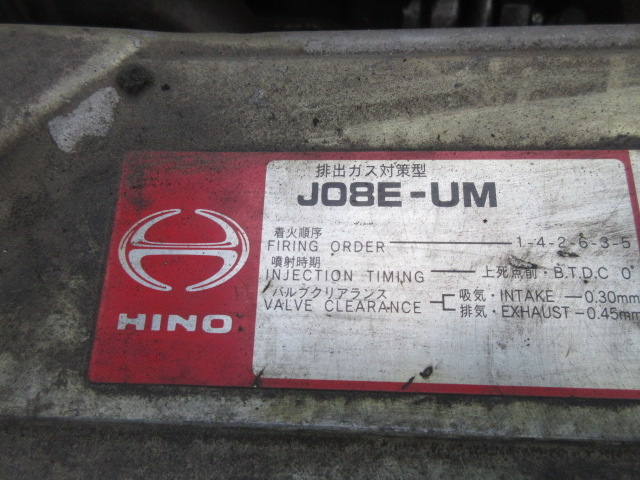 排出ガス対策型
J08E-UM
着火順序
FIRING ORDER 1-4-2-6-3-5
噴射時期
INJECTION TIMING 上死点前・B.T.D.C 0°
バルブクリアランス
VALVE CLEARANCE 吸気・INTAKE 0.30mm
排気・EXHAUST 0.45mm
HINO